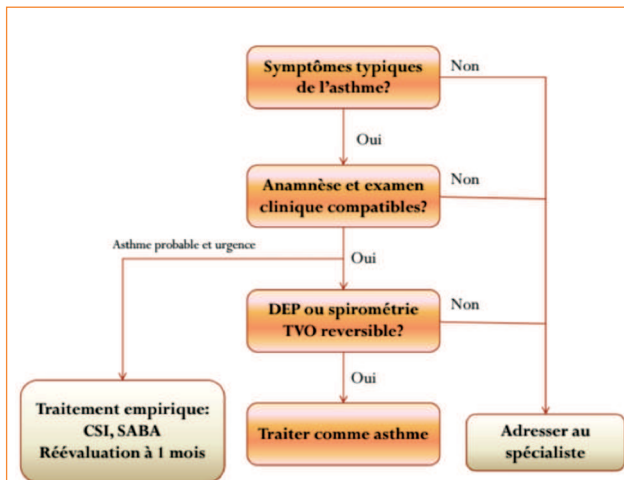 Symptômes typiques
de l'asthme?
Non
Oui
Anamnèse et examen
clinique compatibles?
Non
Asthme probable et urgence
Oui
DEP ou spirométrie
TVO reversible?
Non
Oui
Traitement empirique:
CSI, SABA
Réévaluation à 1 mois
Traiter comme asthme
Adresser au
spécialiste